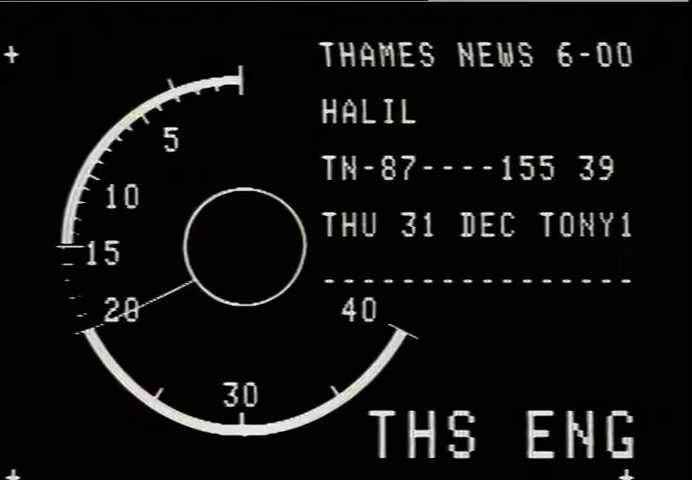 THAMES NEWS 6-00
HALIL
TN-87----155 39
THU 31 DEC TONY1
----------------
5
10
15
20
30
40
THS ENG